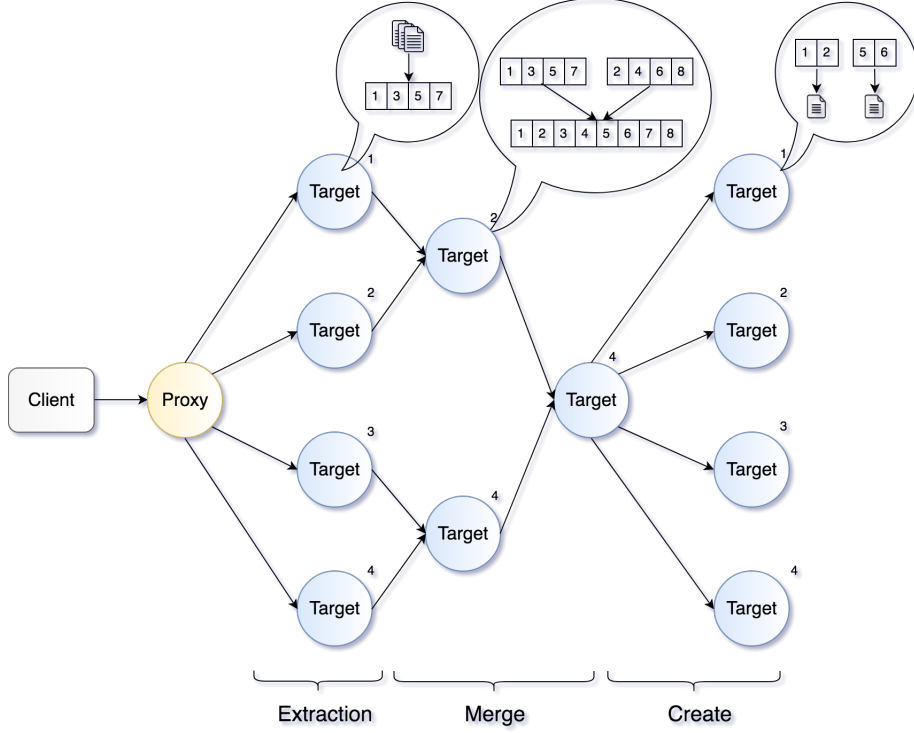 1 3 5 7
1 3 5 7
2 4 6 8
1 2 3 4 5 6 7 8
1 2
5 6
1
Target
2
Target
1
Target
2
Target
2
Target
Client
Proxy
4
Target
3
Target
4
Target
3
Target
4
Target
4
Target
Extraction
Merge
Create